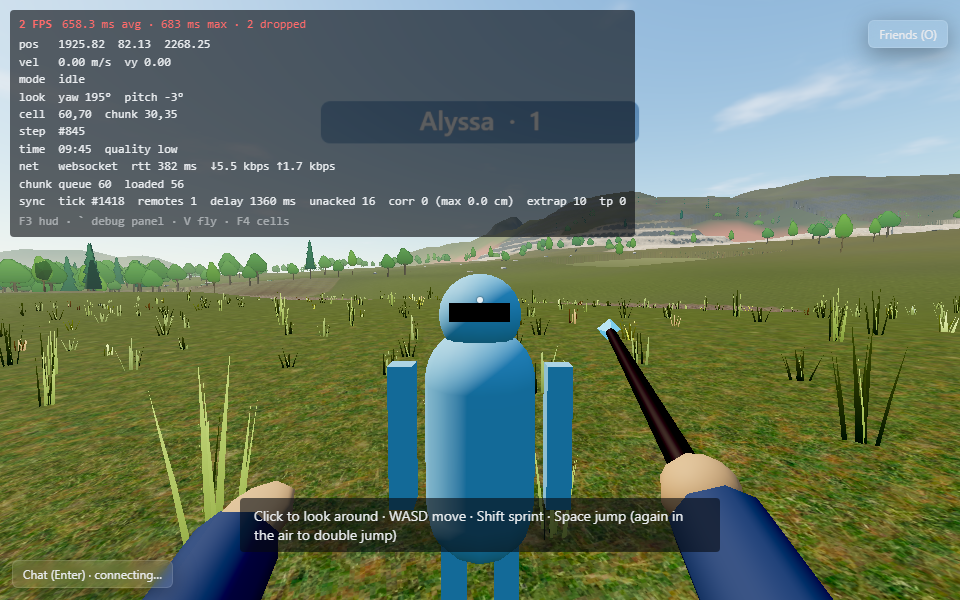 2 FPS 658.3 ms avg · 683 ms max · 2 dropped
pos 1925.82 82.13 2268.25
vel 0.00 m/s vy 0.00
mode idle
look yaw 195° pitch -3°
cell 60,70 chunk 30,35
step #845
time 09:45 quality low
net websocket rtt 382 ms ↓5.5 kbps ↑1.7 kbps
chunk queue 60 loaded 56
sync tick #1418 remotes 1 delay 1360 ms unacked 16 corr 0 (max 0.0 cm) extrap 10 tp 0
F3 hud · ` debug panel · V fly · F4 cells
Friends (O)
Alyssa · 1
Click to look around · WASD move · Shift sprint · Space jump (again in
the air to double jump)
Chat (Enter) · connecting...